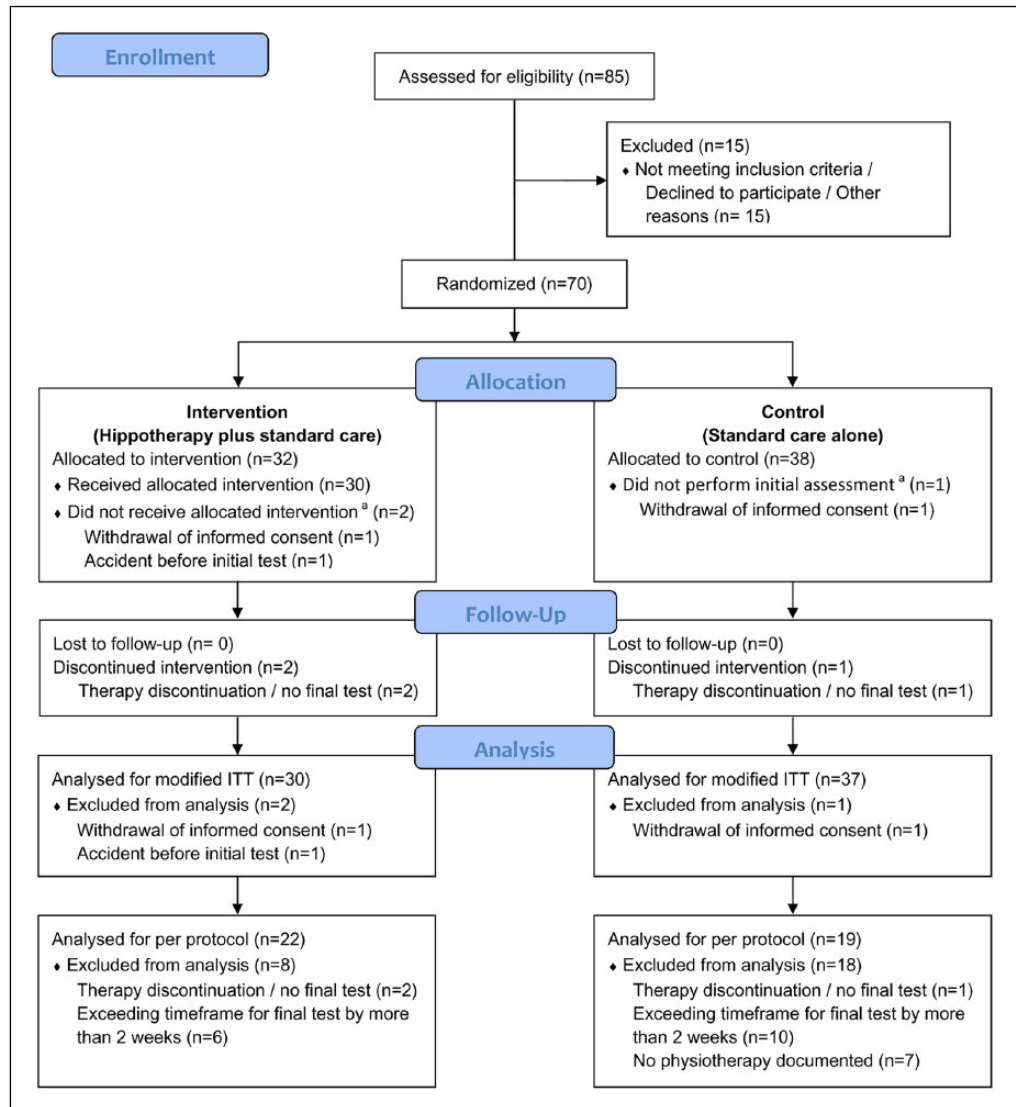 Enrollment
Assessed for eligibility (n=85)
Excluded (n=15)
♦ Not meeting inclusion criteria /
Declined to participate / Other
reasons (n= 15)
Randomized (n=70)
Allocation
Intervention
(Hippotherapy plus standard care)
Allocated to intervention (n=32)
♦ Received allocated intervention (n=30)
♦ Did not receive allocated intervention ᵃ (n=2)
Withdrawal of informed consent (n=1)
Accident before initial test (n=1)
Control
(Standard care alone)
Allocated to control (n=38)
♦ Did not perform initial assessment ᵃ (n=1)
Withdrawal of informed consent (n=1)
Follow-Up
Lost to follow-up (n= 0)
Discontinued intervention (n=2)
Therapy discontinuation / no final test (n=2)
Lost to follow-up (n=0)
Discontinued intervention (n=1)
Therapy discontinuation / no final test (n=1)
Analysis
Analysed for modified ITT (n=30)
♦ Excluded from analysis (n=2)
Withdrawal of informed consent (n=1)
Accident before initial test (n=1)
Analysed for modified ITT (n=37)
♦ Excluded from analysis (n=1)
Withdrawal of informed consent (n=1)
Analysed for per protocol (n=22)
♦ Excluded from analysis (n=8)
Therapy discontinuation / no final test (n=2)
Exceeding timeframe for final test by more
than 2 weeks (n=6)
Analysed for per protocol (n=19)
♦ Excluded from analysis (n=18)
Therapy discontinuation / no final test (n=1)
Exceeding timeframe for final test by more
than 2 weeks (n=10)
No physiotherapy documented (n=7)